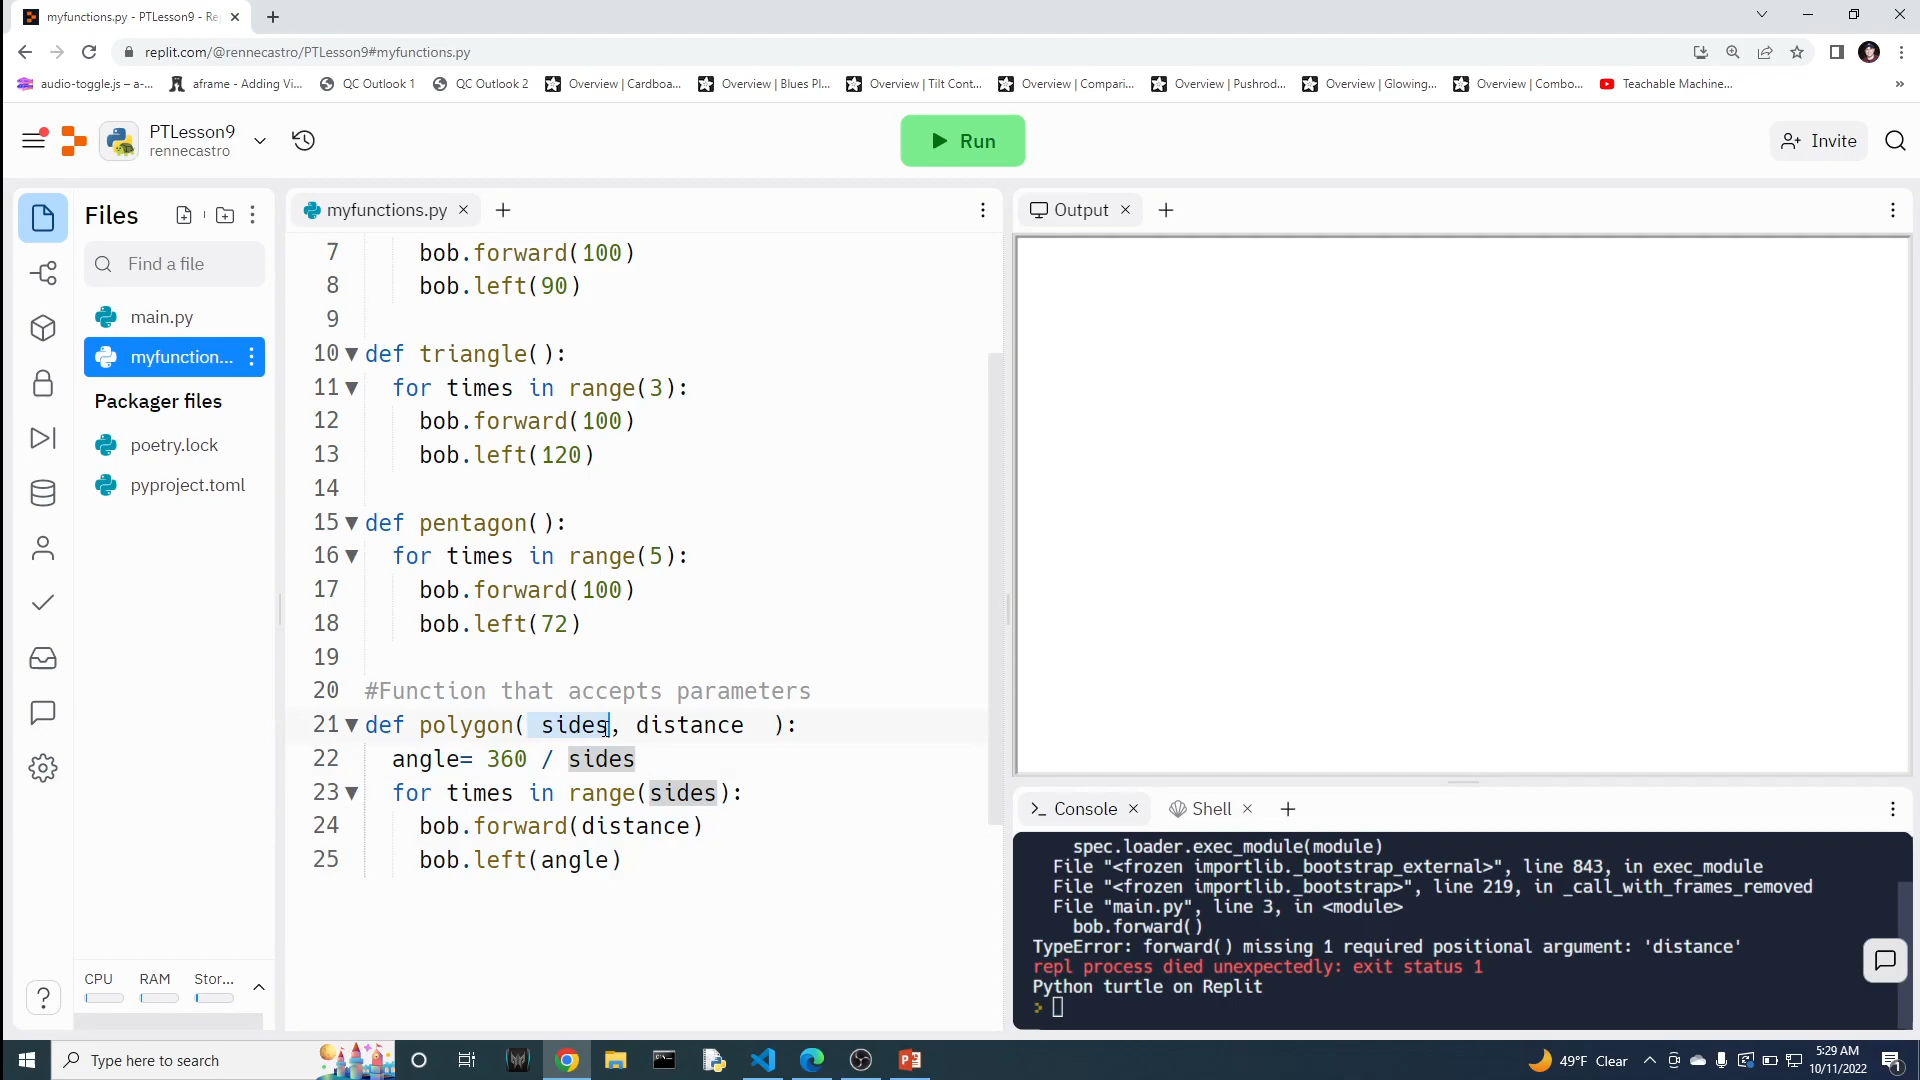 myfunctions.py - PTLesson9 - Re
replit.com/@rennecastro/PTLesson9#myfunctions.py
audio-toggle.js – a-...
aframe - Adding Vi...
QC Outlook 1
QC Outlook 2
Overview | Cardboa...
Overview | Blues Pl...
Overview | Tilt Cont...
Overview | Compari...
Overview | Pushrod...
Overview | Glowing...
Overview | Combo...
Teachable Machine...
PTLesson9
rennecastro
Run
Invite
Files
Find a file
main.py
myfunction...
Packager files
poetry.lock
pyproject.toml
CPU RAM Stor...
myfunctions.py
7 bob.forward(100)
8 bob.left(90)
9
10 def triangle():
11 for times in range(3):
12 bob.forward(100)
13 bob.left(120)
14
15 def pentagon():
16 for times in range(5):
17 bob.forward(100)
18 bob.left(72)
19
20 #Function that accepts parameters
21 def polygon( sides, distance  ):
22 angle= 360 / sides
23 for times in range(sides):
24 bob.forward(distance)
25 bob.left(angle)
Output
Console
Shell
spec.loader.exec_module(module)
File "<frozen importlib._bootstrap_external>", line 843, in exec_module
File "<frozen importlib._bootstrap>", line 219, in _call_with_frames_removed
File "main.py", line 3, in <module>
bob.forward()
TypeError: forward() missing 1 required positional argument: 'distance'
repl process died unexpectedly: exit status 1
Python turtle on Replit
>
Type here to search
49°F Clear
5:29 AM
10/11/2022
1